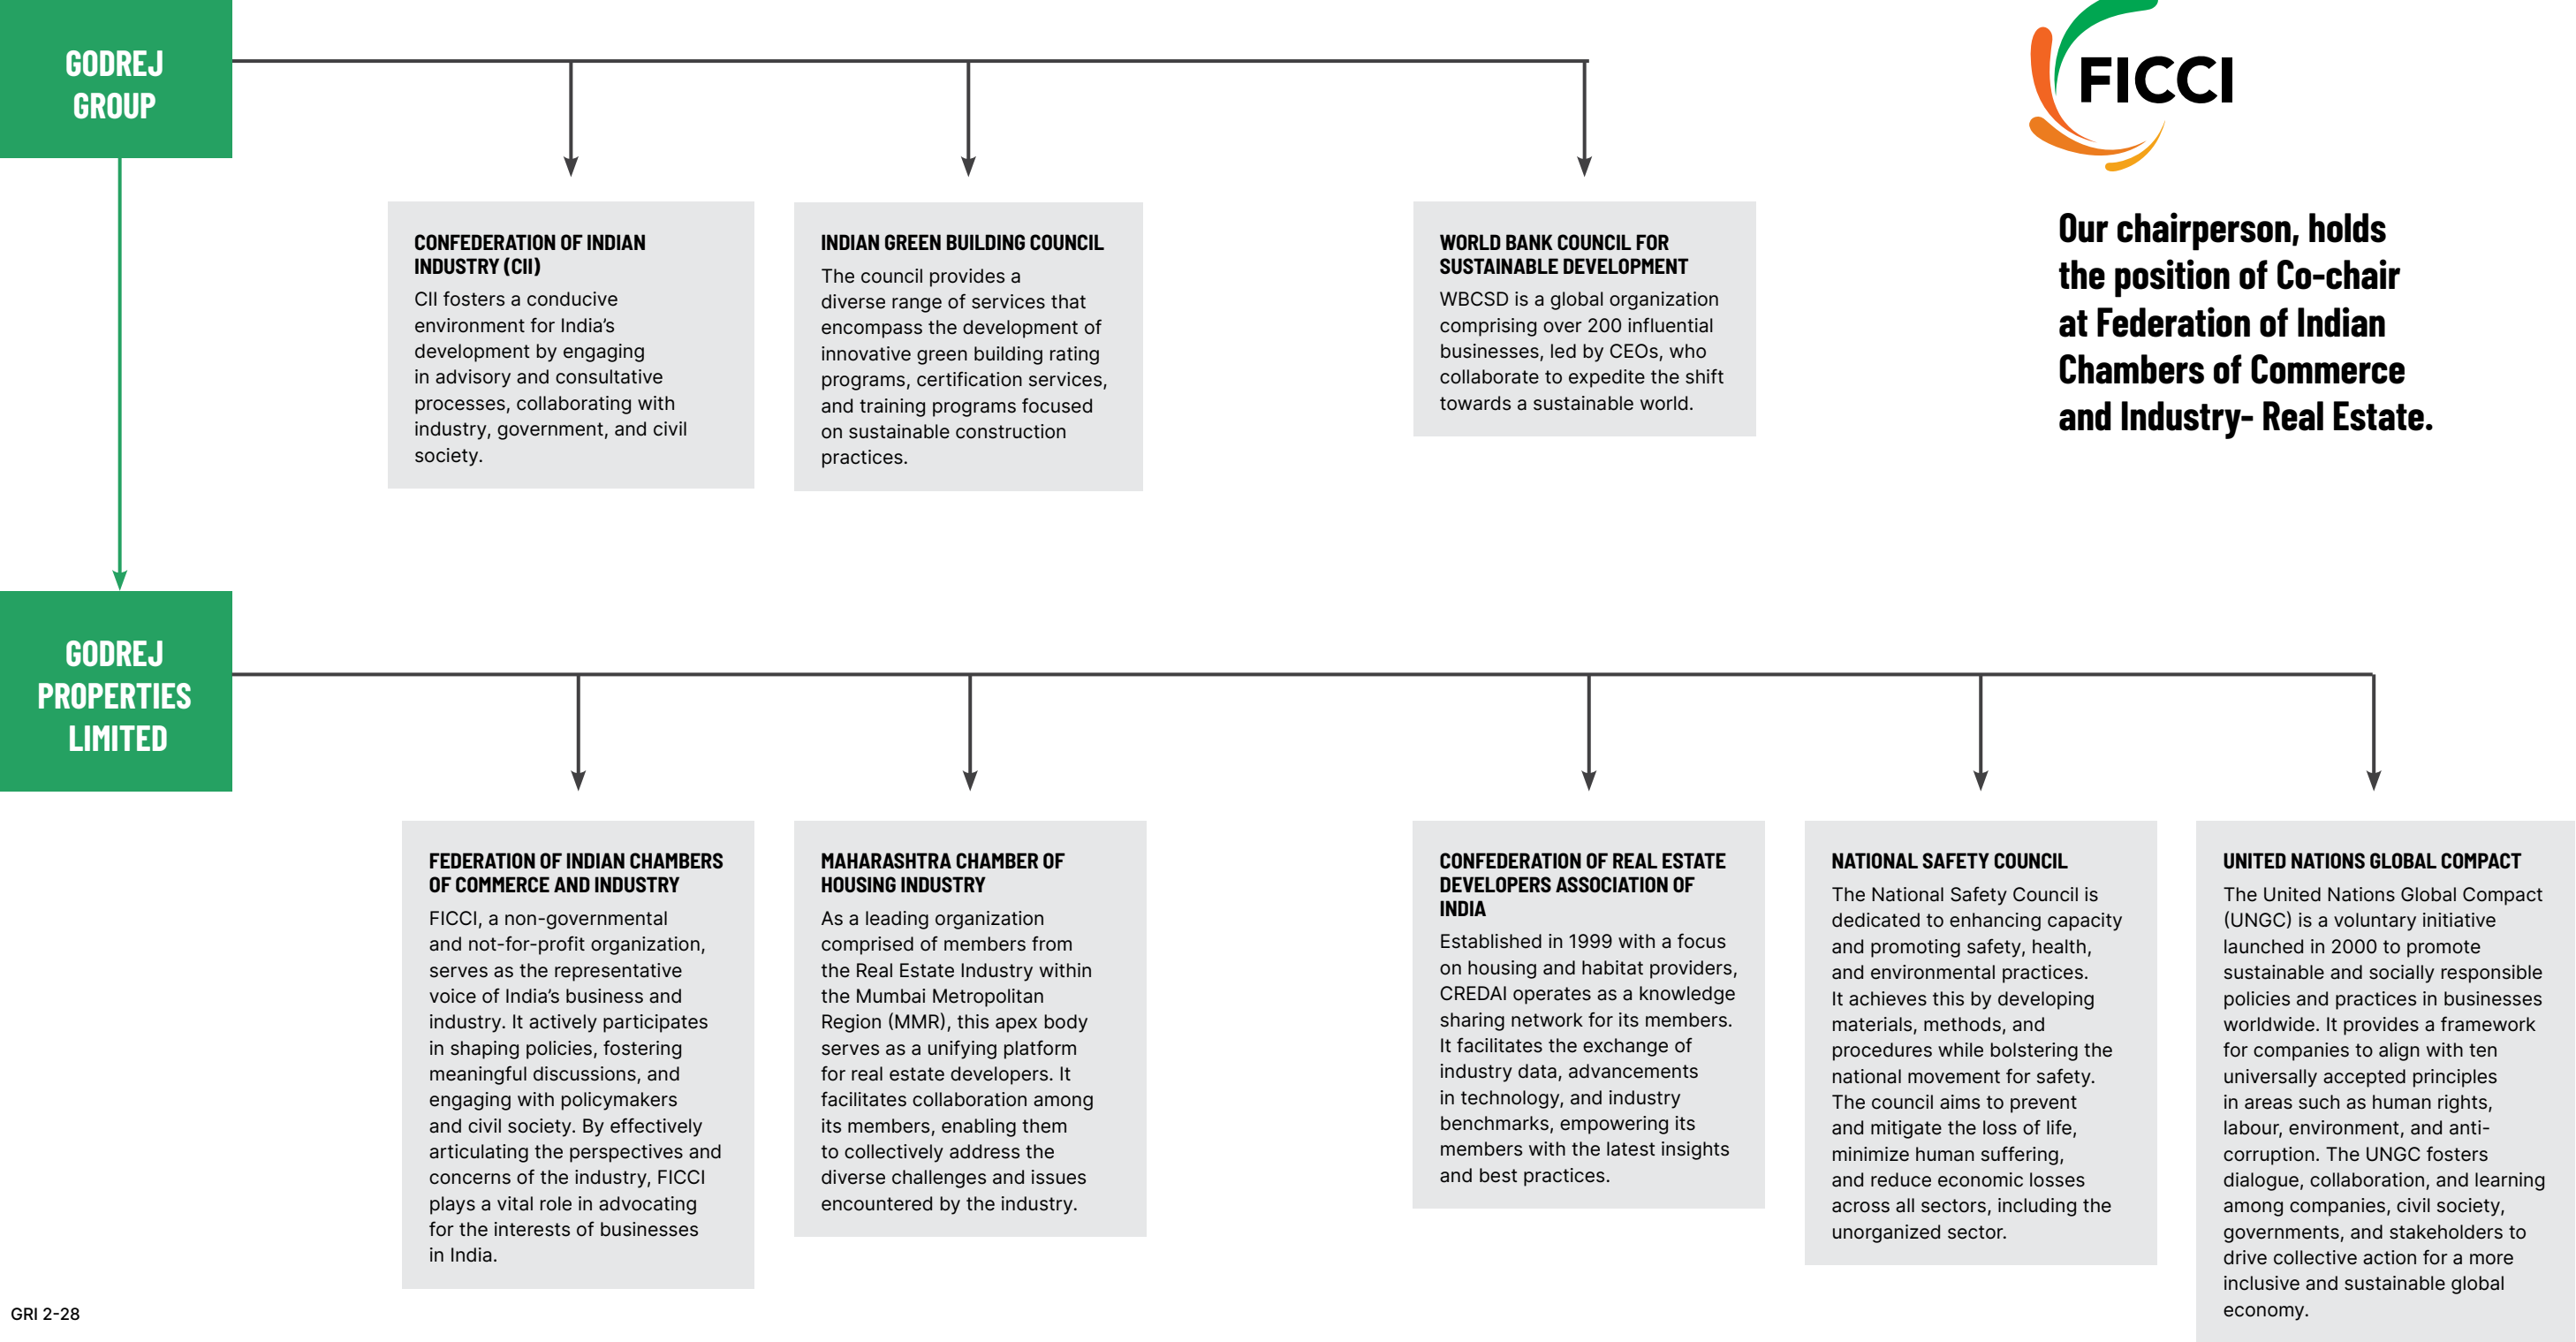 GODREJ
GROUP
FICCI
CONFEDERATION OF INDIAN
INDUSTRY (CII)
CII fosters a conducive
environment for India’s
development by engaging
in advisory and consultative
processes, collaborating with
industry, government, and civil
society.
INDIAN GREEN BUILDING COUNCIL
The council provides a
diverse range of services that
encompass the development of
innovative green building rating
programs, certification services,
and training programs focused
on sustainable construction
practices.
WORLD BANK COUNCIL FOR
SUSTAINABLE DEVELOPMENT
WBCSD is a global organization
comprising over 200 influential
businesses, led by CEOs, who
collaborate to expedite the shift
towards a sustainable world.
Our chairperson, holds
the position of Co-chair
at Federation of Indian
Chambers of Commerce
and Industry- Real Estate.
GODREJ
PROPERTIES
LIMITED
FEDERATION OF INDIAN CHAMBERS
OF COMMERCE AND INDUSTRY
FICCI, a non-governmental
and not-for-profit organization,
serves as the representative
voice of India’s business and
industry. It actively participates
in shaping policies, fostering
meaningful discussions, and
engaging with policymakers
and civil society. By effectively
articulating the perspectives and
concerns of the industry, FICCI
plays a vital role in advocating
for the interests of businesses
in India.
MAHARASHTRA CHAMBER OF
HOUSING INDUSTRY
As a leading organization
comprised of members from
the Real Estate Industry within
the Mumbai Metropolitan
Region (MMR), this apex body
serves as a unifying platform
for real estate developers. It
facilitates collaboration among
its members, enabling them
to collectively address the
diverse challenges and issues
encountered by the industry.
CONFEDERATION OF REAL ESTATE
DEVELOPERS ASSOCIATION OF
INDIA
Established in 1999 with a focus
on housing and habitat providers,
CREDAI operates as a knowledge
sharing network for its members.
It facilitates the exchange of
industry data, advancements
in technology, and industry
benchmarks, empowering its
members with the latest insights
and best practices.
NATIONAL SAFETY COUNCIL
The National Safety Council is
dedicated to enhancing capacity
and promoting safety, health,
and environmental practices.
It achieves this by developing
materials, methods, and
procedures while bolstering the
national movement for safety.
The council aims to prevent
and mitigate the loss of life,
minimize human suffering,
and reduce economic losses
across all sectors, including the
unorganized sector.
UNITED NATIONS GLOBAL COMPACT
The United Nations Global Compact
(UNGC) is a voluntary initiative
launched in 2000 to promote
sustainable and socially responsible
policies and practices in businesses
worldwide. It provides a framework
for companies to align with ten
universally accepted principles
in areas such as human rights,
labour, environment, and anti-
corruption. The UNGC fosters
dialogue, collaboration, and learning
among companies, civil society,
governments, and stakeholders to
drive collective action for a more
inclusive and sustainable global
economy.
GRI 2-28